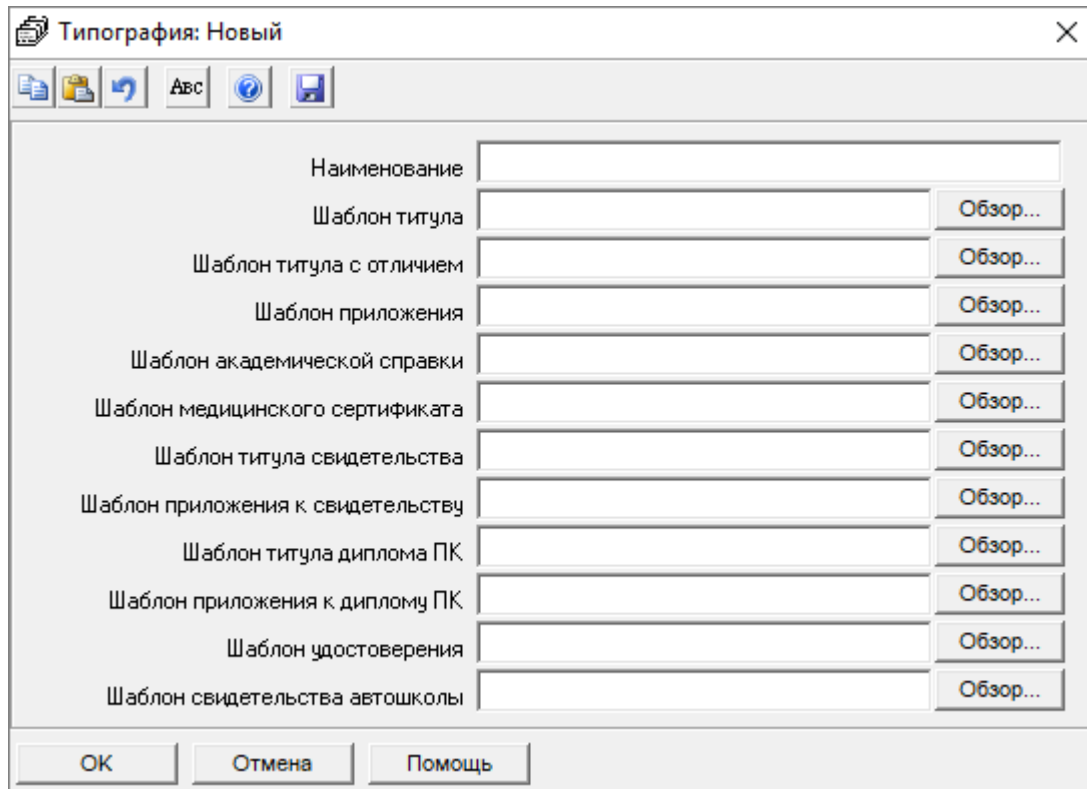 Типография: Новый
ABC
Наименование
Шаблон титула Обзор...
Шаблон титула с отличием Обзор...
Шаблон приложения Обзор...
Шаблон академической справки Обзор...
Шаблон медицинского сертификата Обзор...
Шаблон титула свидетельства Обзор...
Шаблон приложения к свидетельству Обзор...
Шаблон титула диплома ПК Обзор...
Шаблон приложения к диплому ПК Обзор...
Шаблон удостоверения Обзор...
Шаблон свидетельства автошколы Обзор...
OK Отмена Помощь